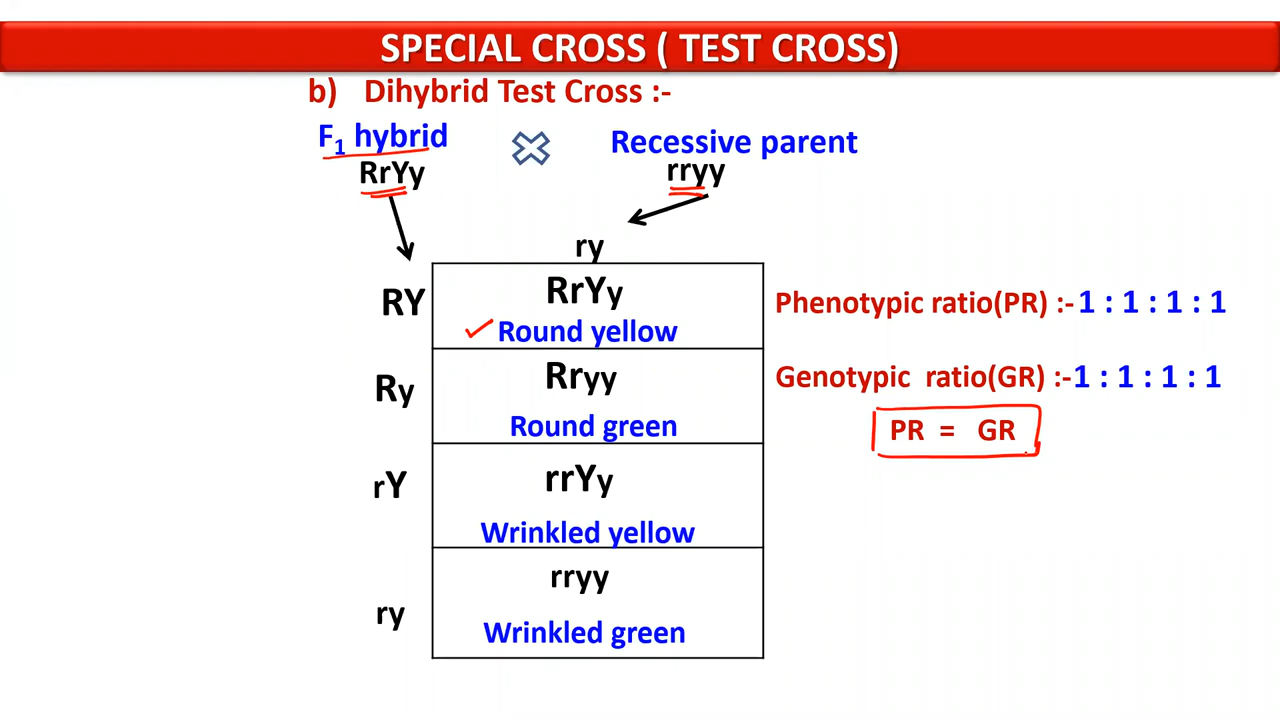 SPECIAL CROSS ( TEST CROSS)
b) Dihybrid Test Cross :-
F1 hybrid Recessive parent
RrYy rryy
ry
RY RrYy
Round yellow
Phenotypic ratio(PR) :- 1 : 1 : 1 : 1
Ry Rryy
Round green
Genotypic ratio(GR) :-1 : 1 : 1 : 1
PR = GR
rY rrYy
Wrinkled yellow
ry rryy
Wrinkled green